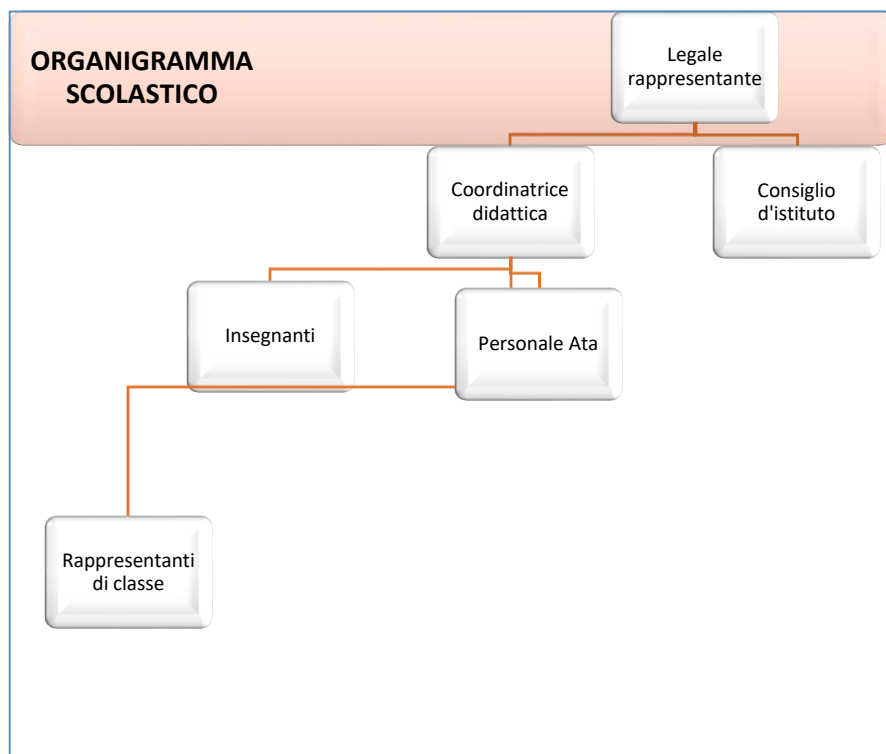 ORGANIGRAMMA
SCOLASTICO
Legale
rappresentante
Coordinatrice
didattica
Consiglio
d'istituto
Insegnanti
Personale Ata
Rappresentanti
di classe